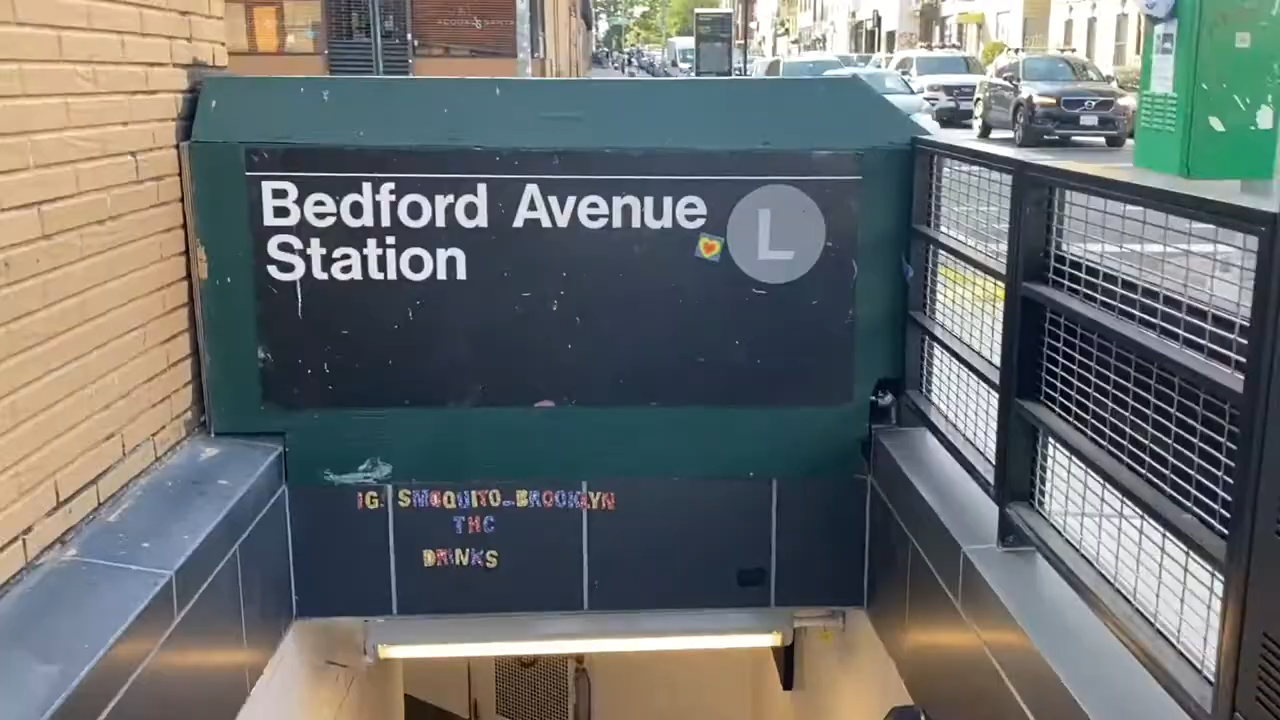 Bedford Avenue L
Station
IG: SMOQUITO_BROOKLYN
THC
DRINKS